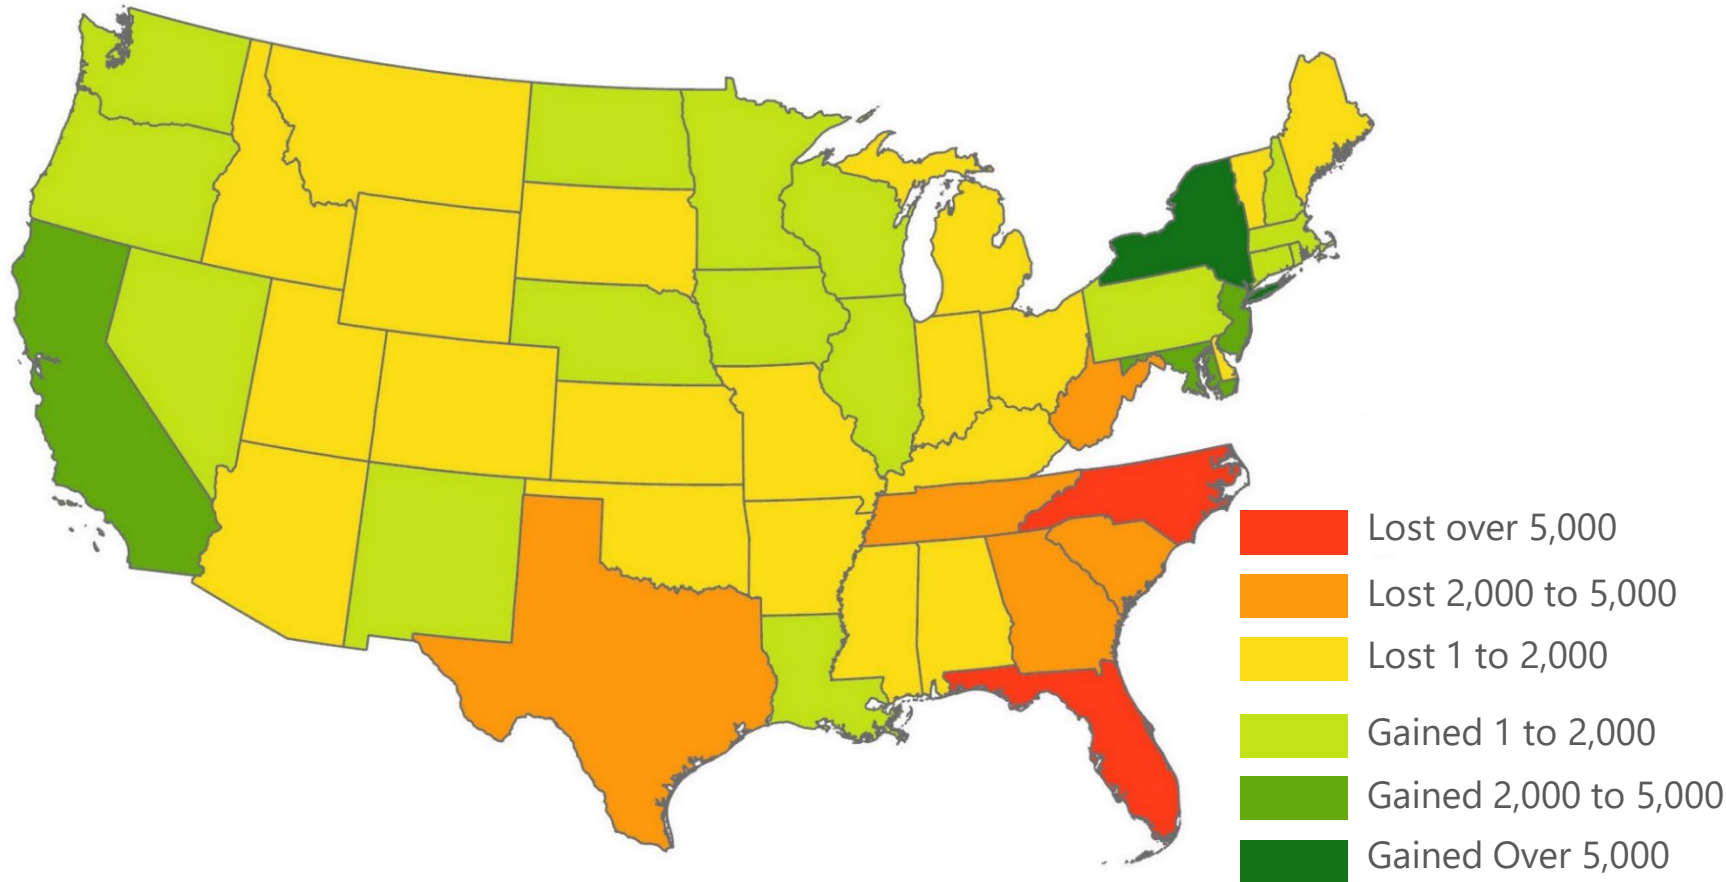 Lost over 5,000
Lost 2,000 to 5,000
Lost 1 to 2,000
Gained 1 to 2,000
Gained 2,000 to 5,000
Gained Over 5,000